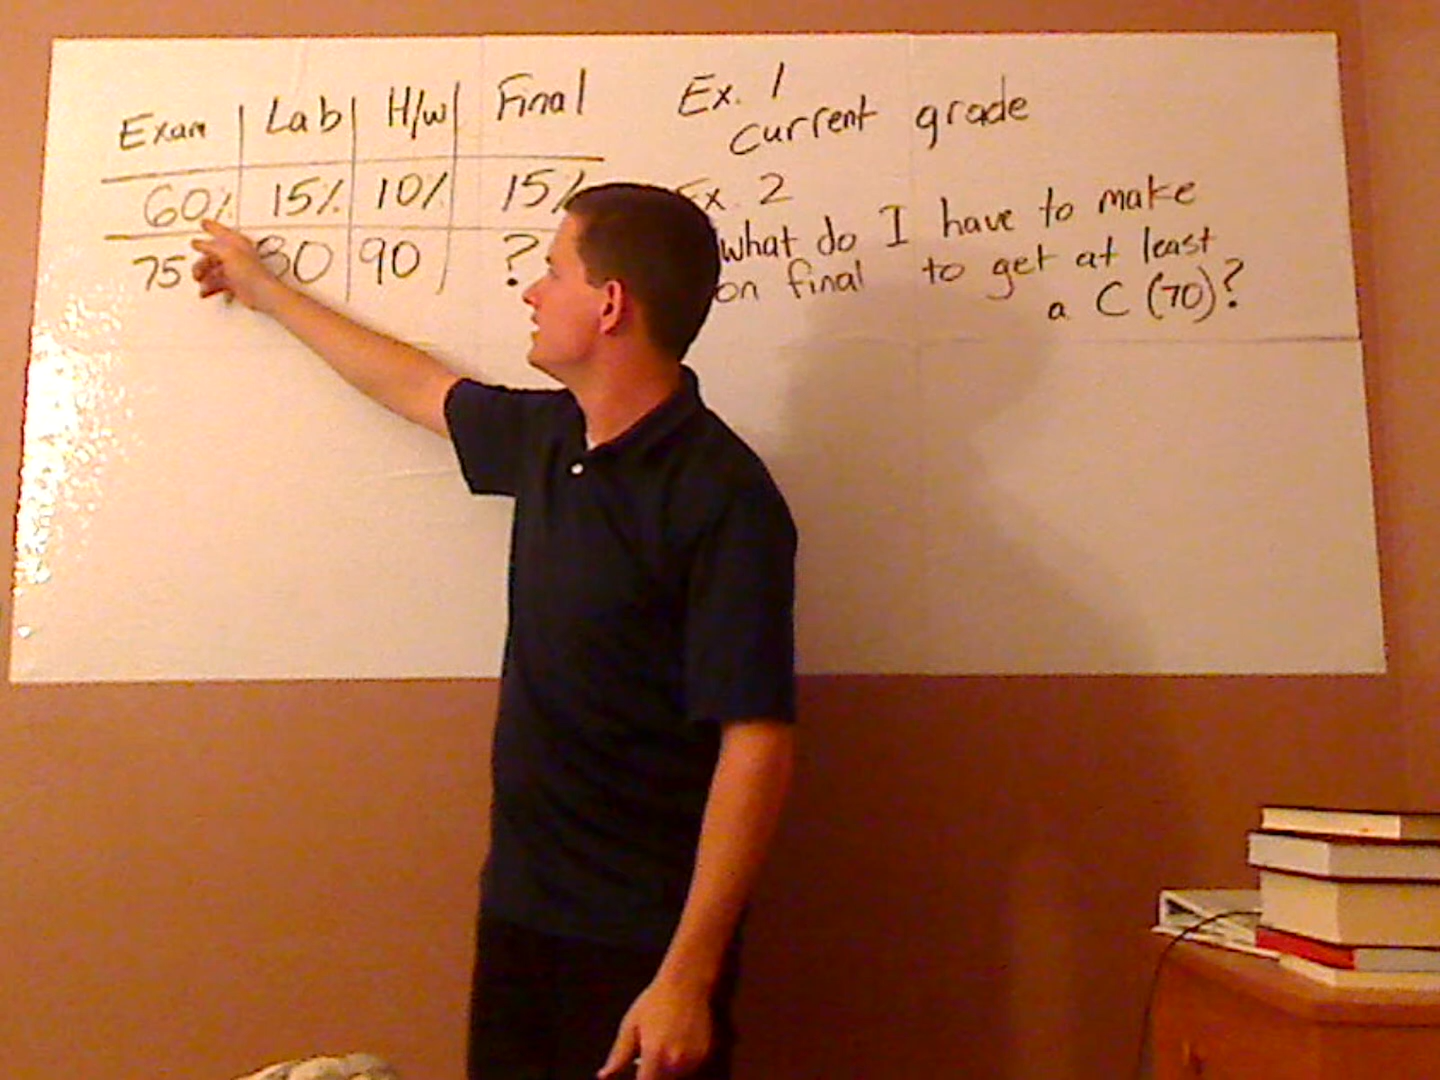 Exam Lab H/w Final
60% 15% 10% 15%
75 80 90 ?
Ex. 1
current grade
Ex. 2
what do I have to make
on final to get at least
a C (70)?